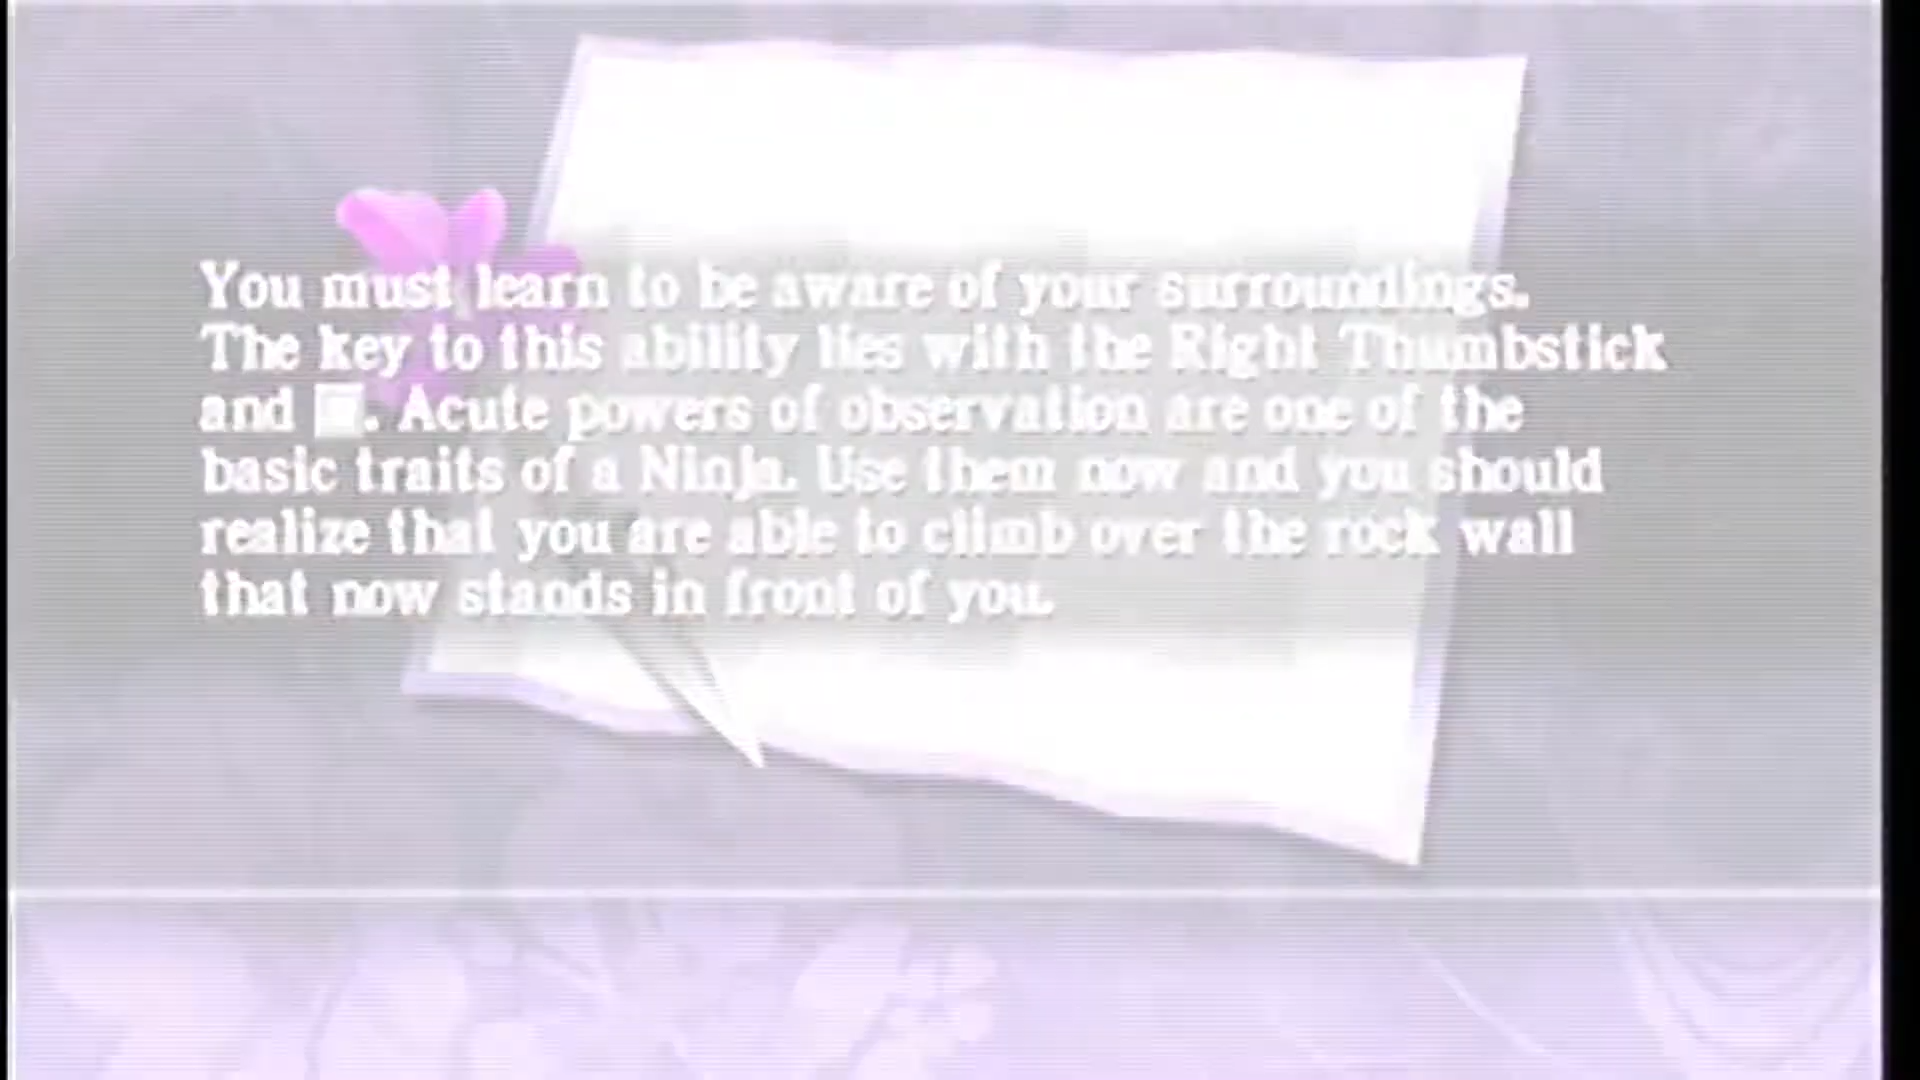 You must learn to be aware of your surroundings.
The key to this ability lies with the Right Thumbstick
and . Acute powers of observation are one of the
basic traits of a Ninja. Use them now and you should
realize that you are able to climb over the rock wall
that now stands in front of you.